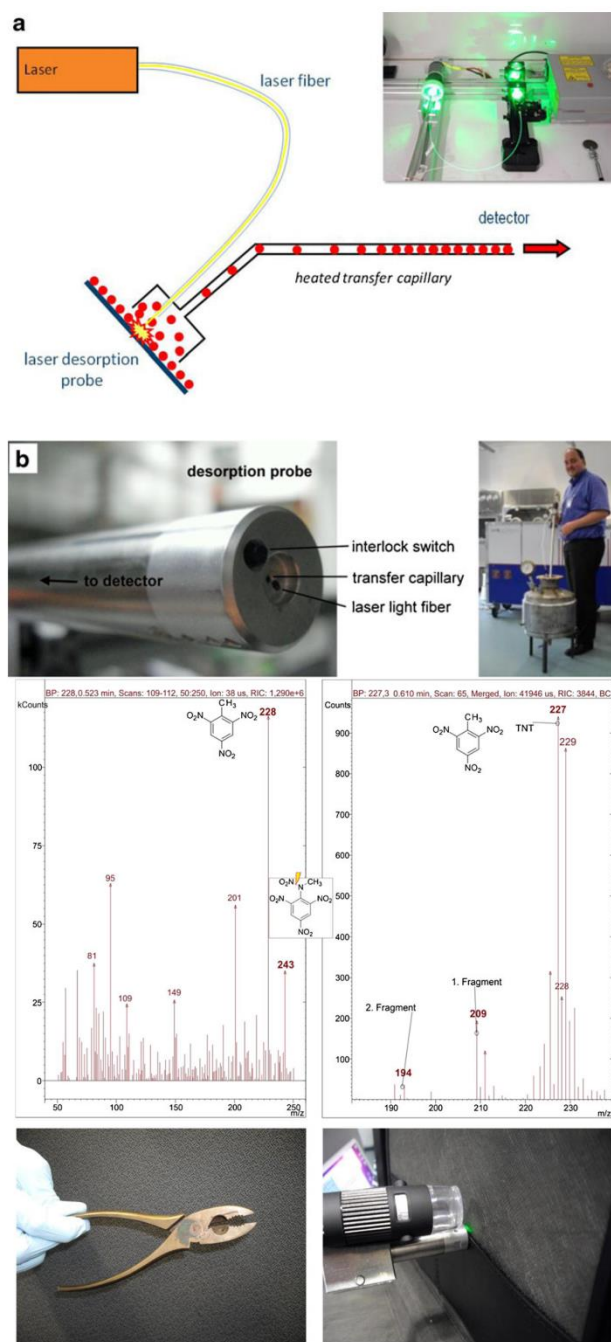 a
Laser
laser fiber
detector
heated transfer capillary
laser desorption
probe
b
desorption probe
interlock switch
to detector
transfer capillary
laser light fiber
BP: 228,0.523 min, Scans: 109-112, 50:250, Ion: 38 us, RIC: 1.290e+6
kCounts
CH₃
O₂N
NO₂
NO₂
228
100
75
95
201
50
81
243
149
109
25
0
50
100
150
200
250
m/z
O₂N
CH₃
N
O₂N
NO₂
NO₂
BP: 227,3 0.610 min, Scan: 65, Merged, Ion: 41946 us, RIC: 3844, BC
Counts
CH₃
O₂N
NO₂
NO₂
227
TNT
229
900
800
700
600
500
400
300
200
100
1. Fragment
228
209
2. Fragment
194
190
200
210
220
230
m/z